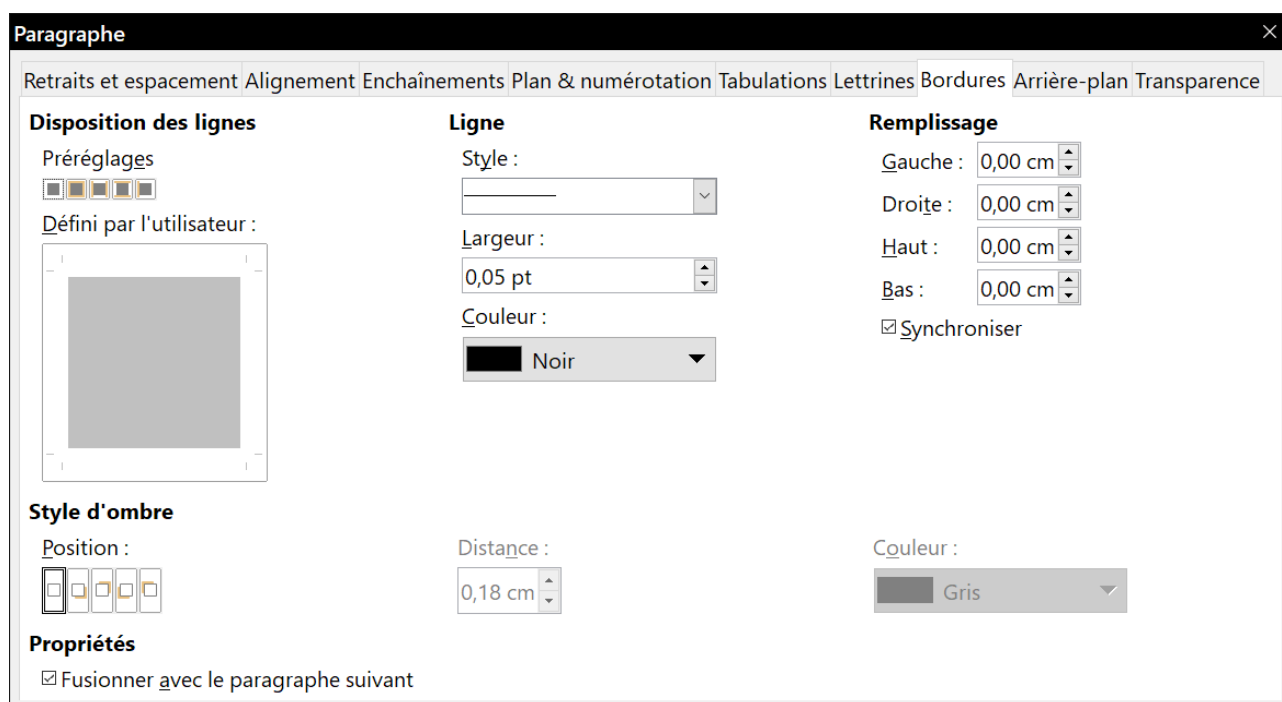 Paragraphe
Retraits et espacement Alignement Enchaînements Plan & numérotation Tabulations Lettrines Bordures Arrière-plan Transparence
Disposition des lignes
Préréglages
Défini par l'utilisateur :
Ligne
Style :
Largeur :
0,05 pt
Couleur :
Noir
Remplissage
Gauche : 0,00 cm
Droite : 0,00 cm
Haut : 0,00 cm
Bas : 0,00 cm
Synchroniser
Style d'ombre
Position :
Distance :
0,18 cm
Couleur :
Gris
Propriétés
Fusionner avec le paragraphe suivant